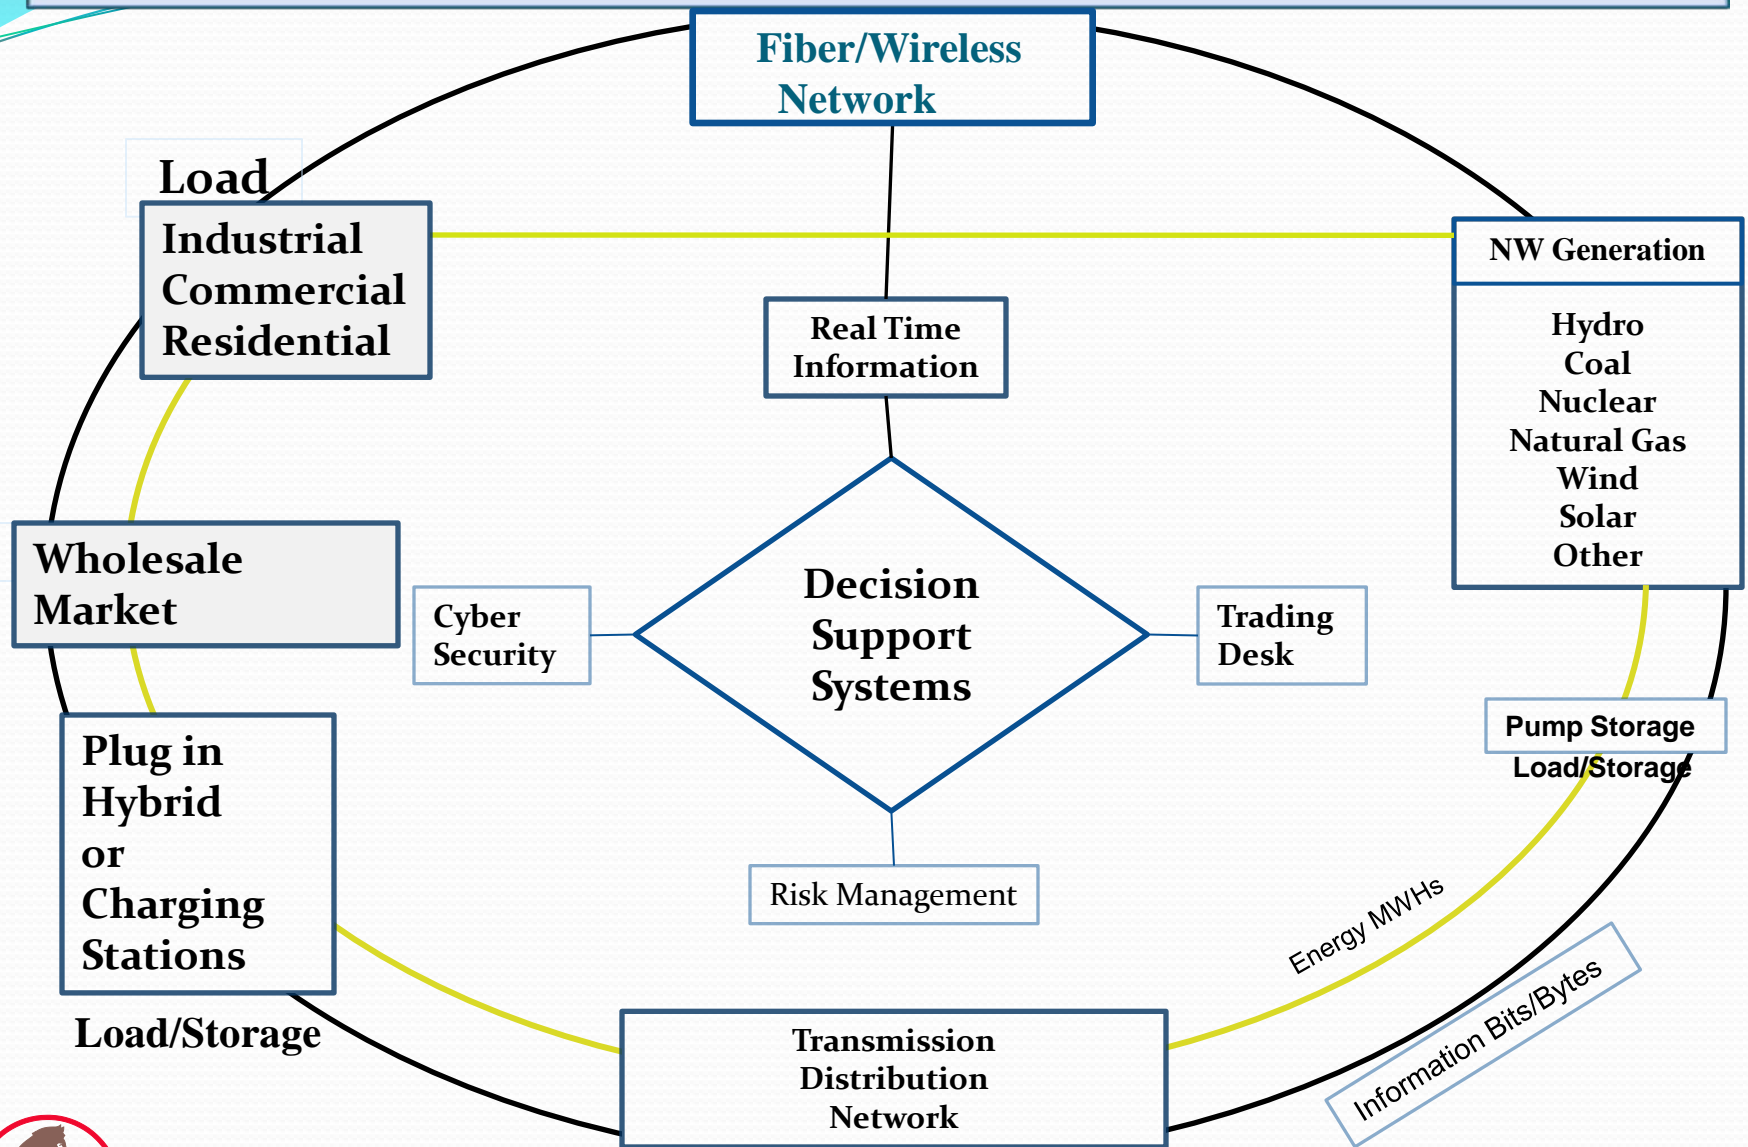 Fiber/Wireless
Network
Load
Industrial
Commercial
Residential
NW Generation
Hydro
Coal
Nuclear
Natural Gas
Wind
Solar
Other
Real Time
Information
Wholesale
Market
Cyber
Security
Decision
Support
Systems
Trading
Desk
Pump Storage
Load/Storage
Plug in
Hybrid
or
Charging
Stations
Load/Storage
Risk Management
Energy MWHs
Information Bits/Bytes
Transmission
Distribution
Network